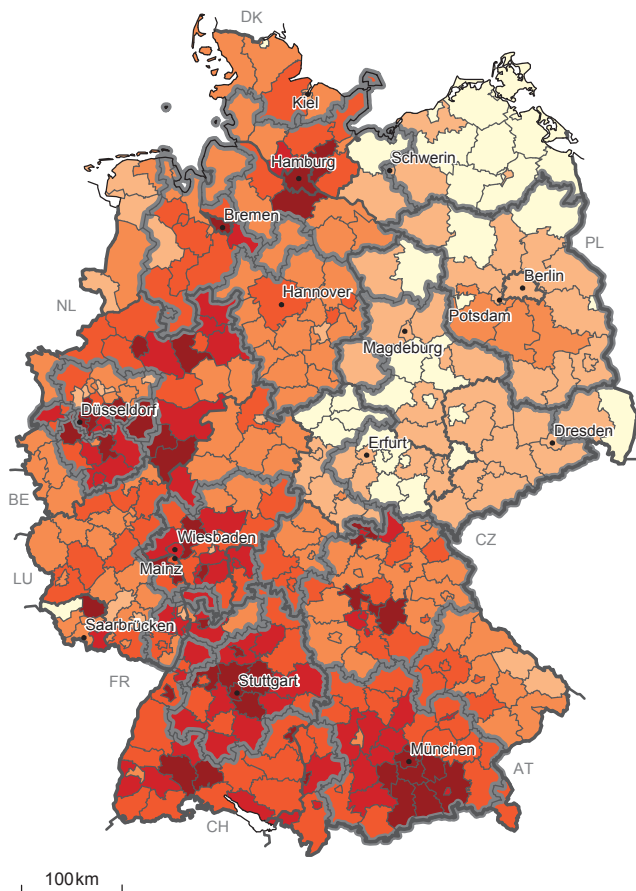 DK
Kiel
Hamburg
Schwerin
Bremen
PL
Berlin
NL
Hannover
Potsdam
Magdeburg
Düsseldorf
Dresden
Erfurt
BE
CZ
Wiesbaden
LU
Mainz
Saarbrücken
FR
Stuttgart
München
AT
CH
100 km